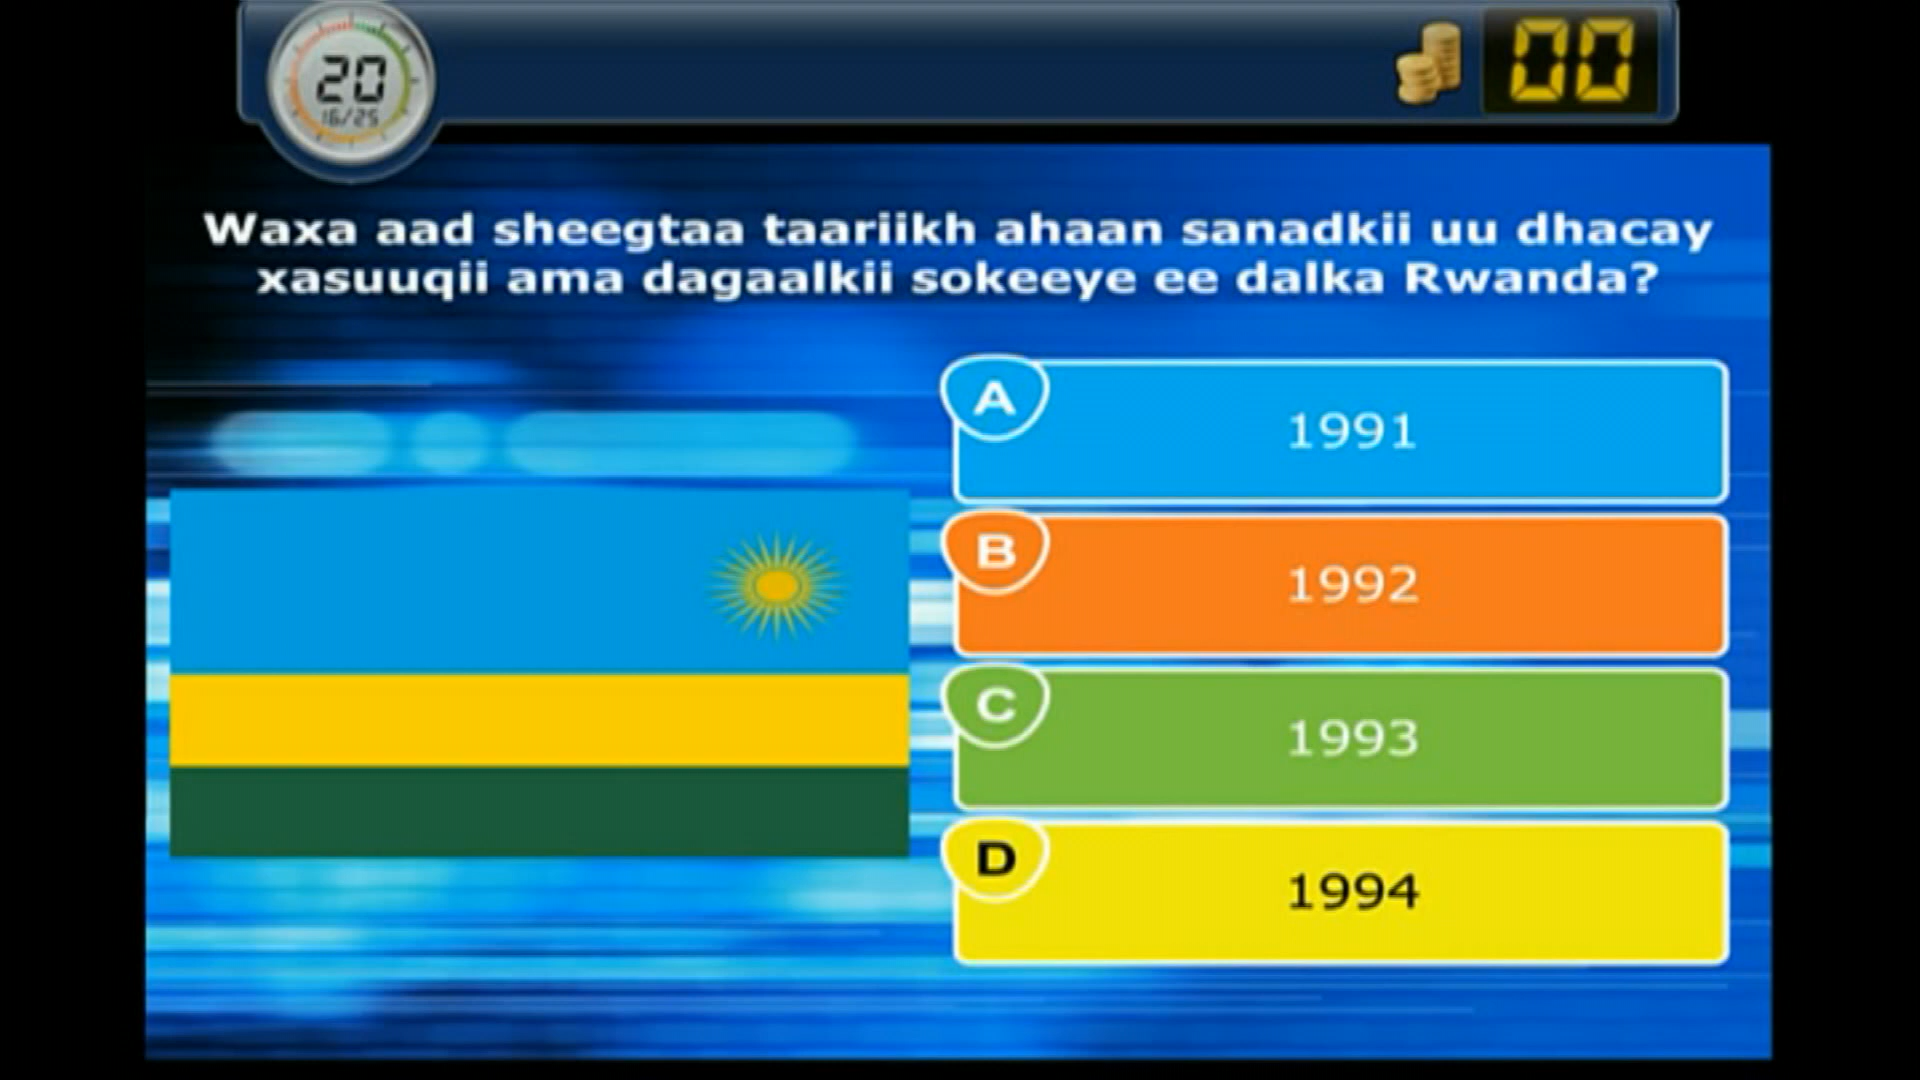 20
16/25
00
Waxa aad sheegtaa taariikh ahaan sanadkii uu dhacay
xasuuqii ama dagaalkii sokeeye ee dalka Rwanda?
A
1991
B
1992
C
1993
D
1994